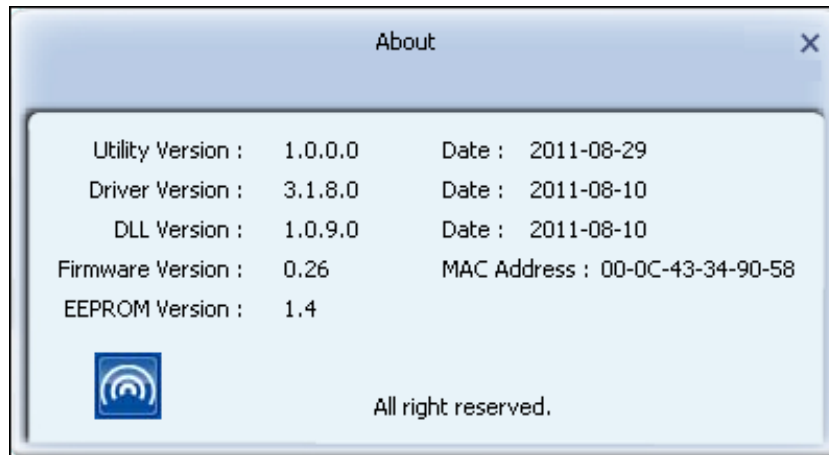 About
Utility Version : 1.0.0.0 Date : 2011-08-29
Driver Version : 3.1.8.0 Date : 2011-08-10
DLL Version : 1.0.9.0 Date : 2011-08-10
Firmware Version : 0.26 MAC Address : 00-0C-43-34-90-58
EEPROM Version : 1.4
All right reserved.